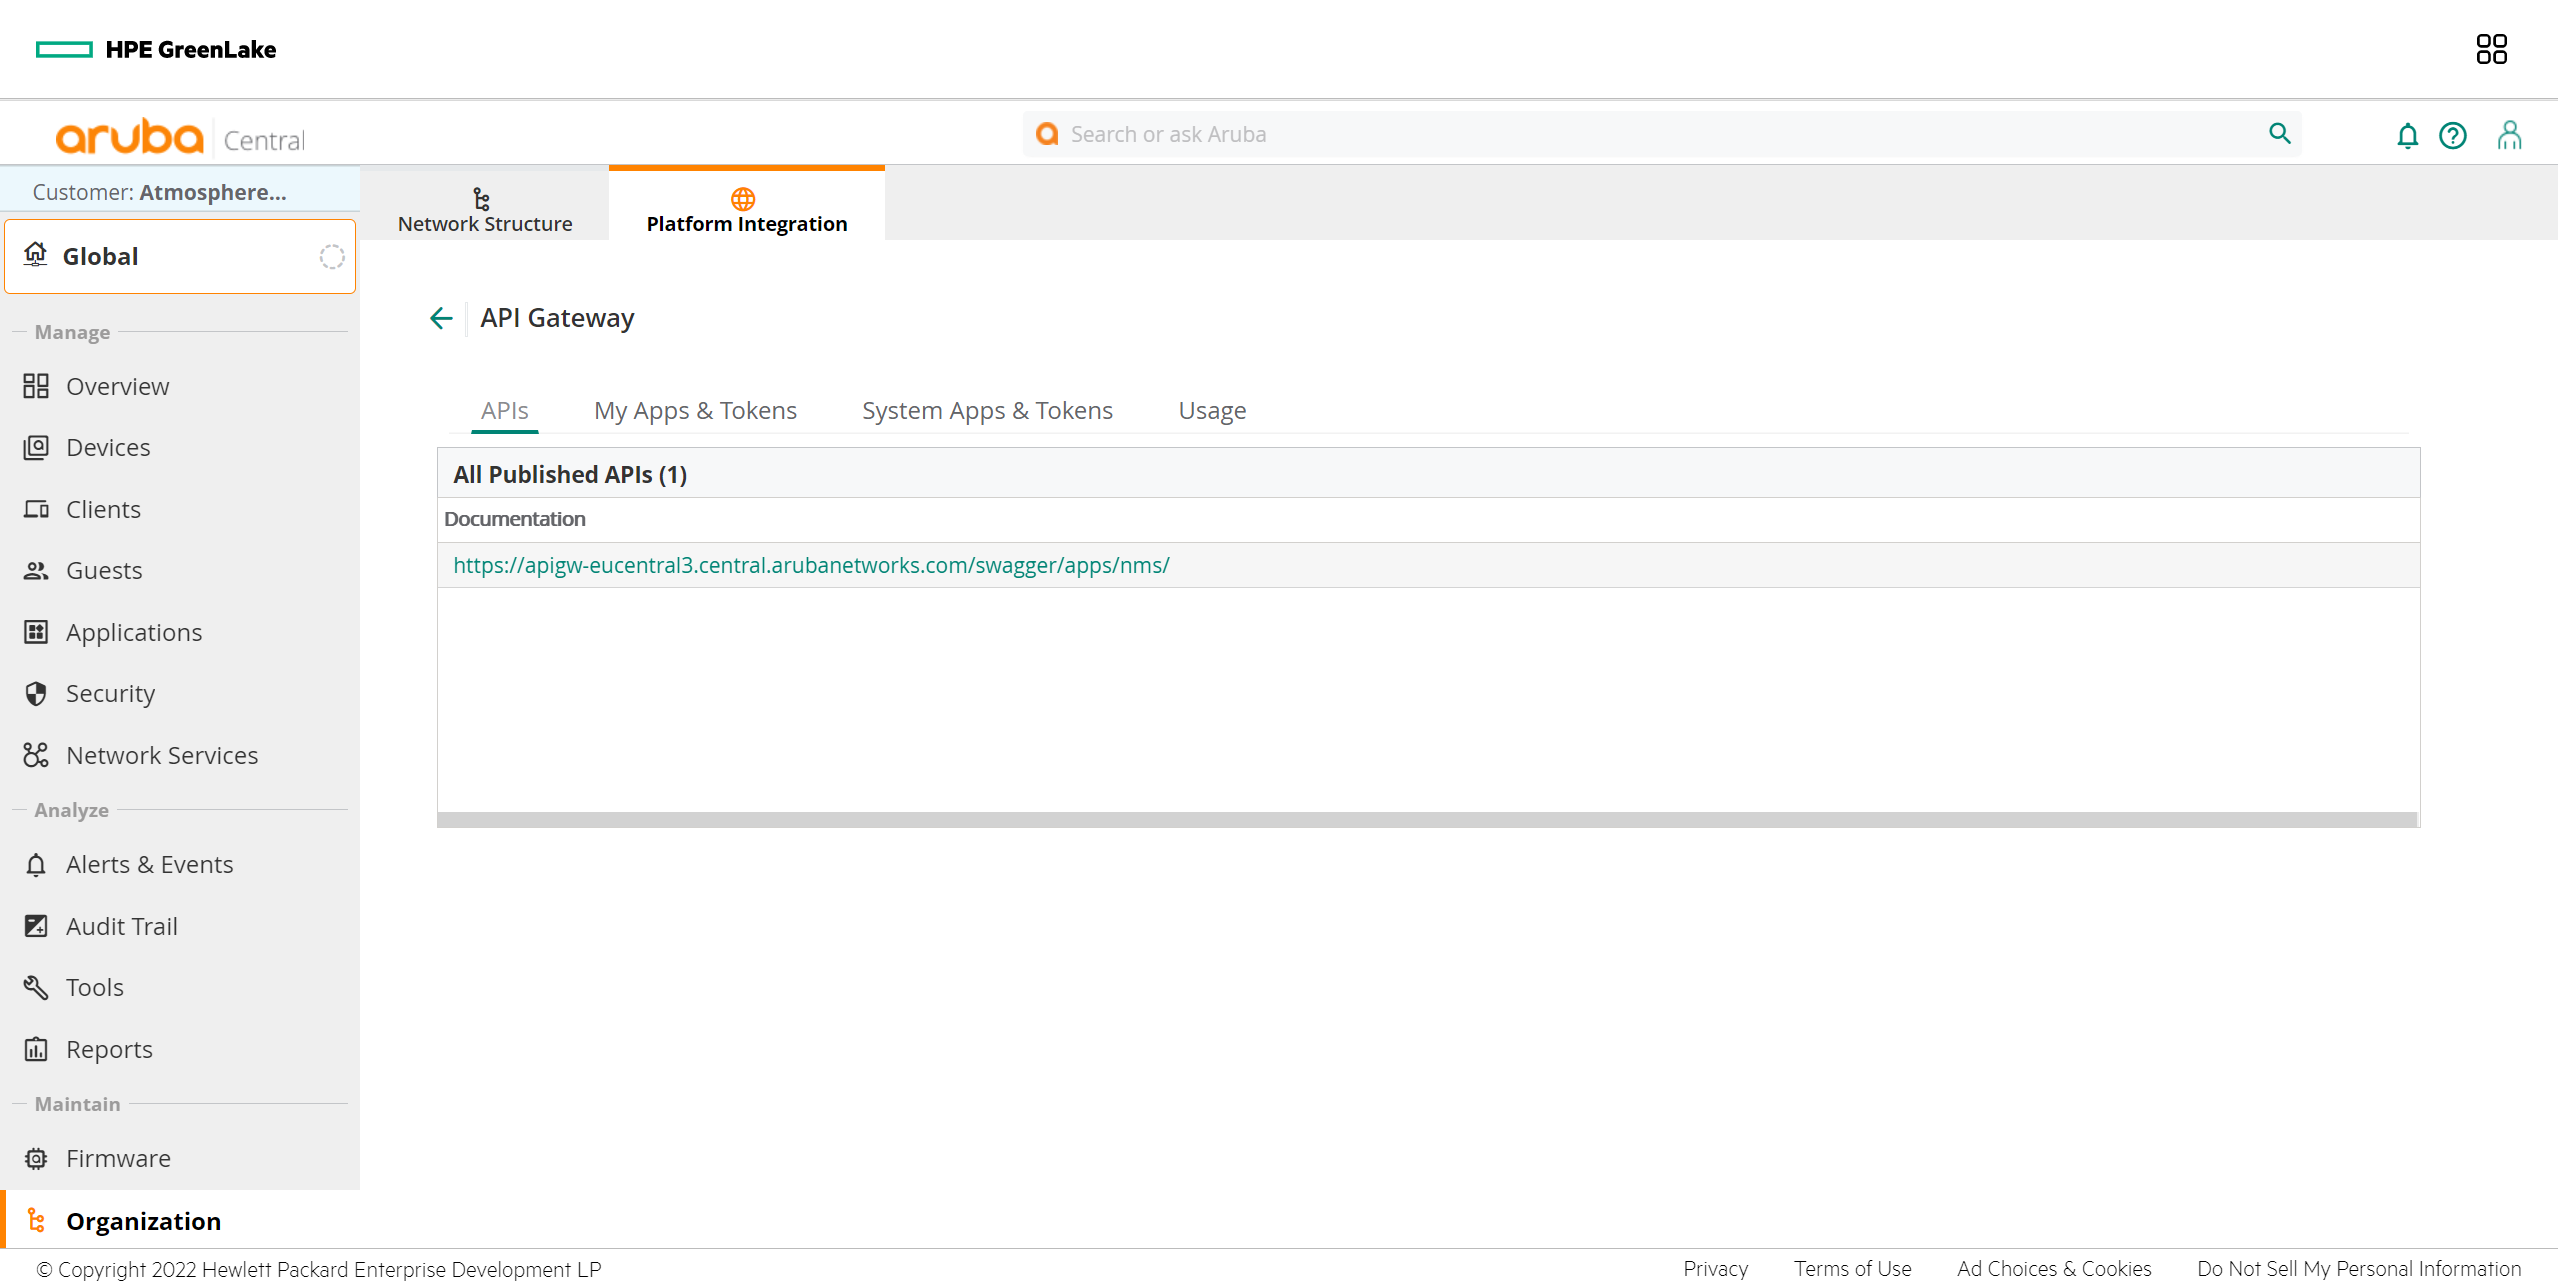 HPE GreenLake
aruba Central
Search or ask Aruba
Customer: Atmosphere...
Network Structure
Platform Integration
Global
API Gateway
Manage
Overview
Devices
Clients
Guests
Applications
Security
Network Services
Analyze
Alerts & Events
Audit Trail
Tools
Reports
Maintain
Firmware
Organization
APIs
My Apps & Tokens
System Apps & Tokens
Usage
All Published APIs (1)
Documentation
https://apigw-eucentral3.central.arubanetworks.com/swagger/apps/nms/
© Copyright 2022 Hewlett Packard Enterprise Development LP
Privacy
Terms of Use
Ad Choices & Cookies
Do Not Sell My Personal Information